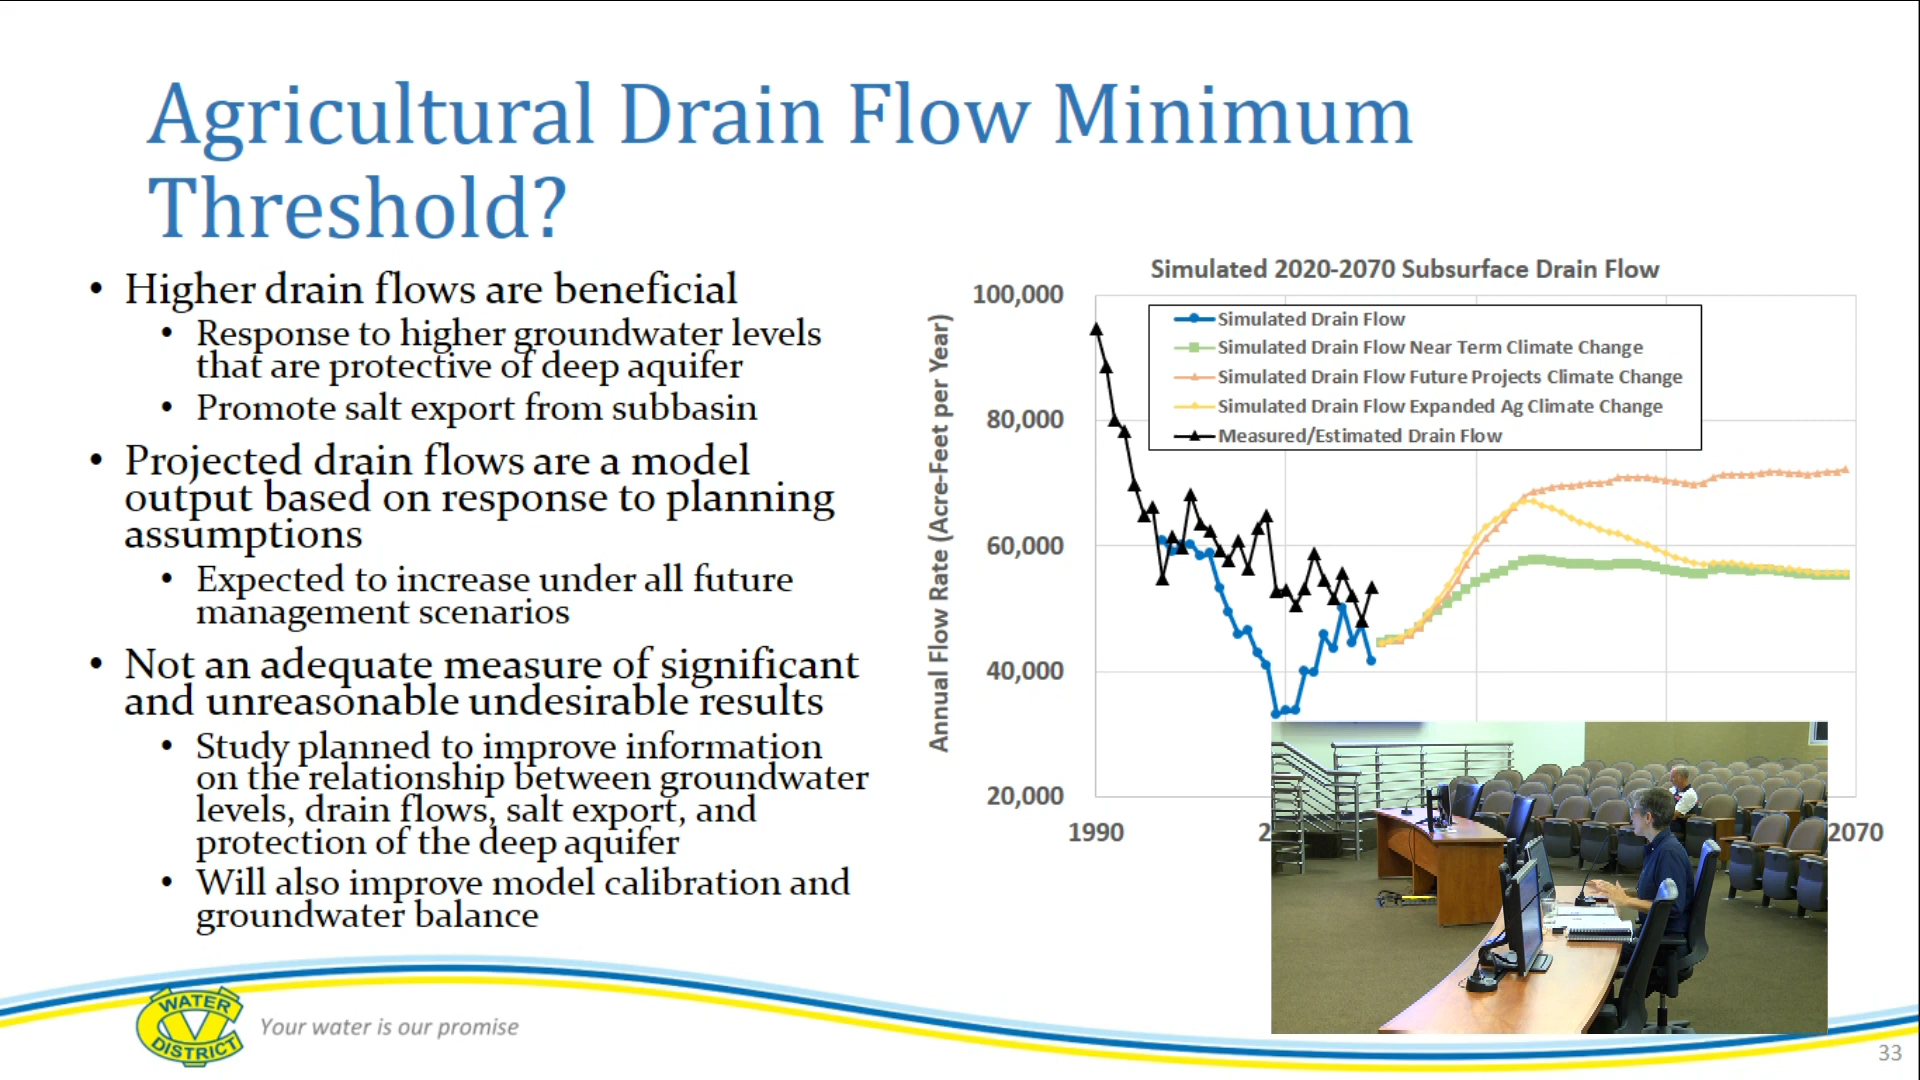 Agricultural Drain Flow Minimum
Threshold?
• Higher drain flows are beneficial
• Response to higher groundwater levels
that are protective of deep aquifer
• Promote salt export from subbasin
• Projected drain flows are a model
output based on response to planning
assumptions
• Expected to increase under all future
management scenarios
• Not an adequate measure of significant
and unreasonable undesirable results
• Study planned to improve information
on the relationship between groundwater
levels, drain flows, salt export, and
protection of the deep aquifer
• Will also improve model calibration and
groundwater balance
Simulated 2020-2070 Subsurface Drain Flow
Annual Flow Rate (Acre-Feet per Year)
100,000
80,000
60,000
40,000
20,000
Simulated Drain Flow
Simulated Drain Flow Near Term Climate Change
Simulated Drain Flow Future Projects Climate Change
Simulated Drain Flow Expanded Ag Climate Change
Measured/Estimated Drain Flow
1990
2070
WATER
CV
DISTRICT
Your water is our promise
33